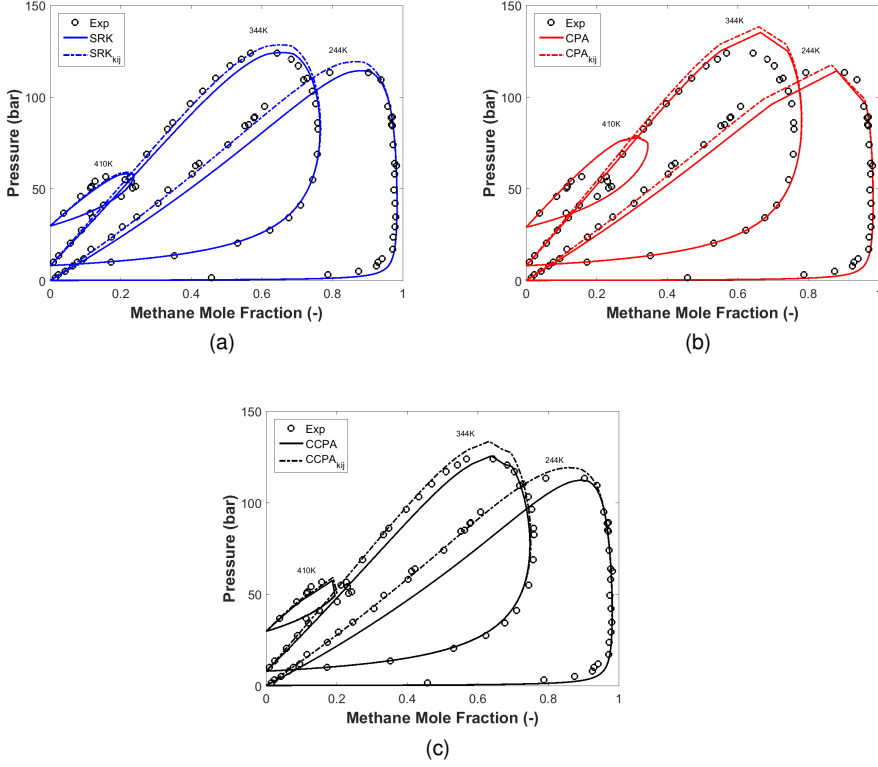 150
100
50
0
Pressure (bar)
Exp
SRK
SRKkij
344K
244K
410K
0
0.2
0.4
0.6
0.8
1
Methane Mole Fraction (-)
(a)
150
100
50
0
Pressure (bar)
Exp
CPA
CPAkij
344K
244K
410K
0
0.2
0.4
0.6
0.8
1
Methane Mole Fraction (-)
(b)
150
100
50
0
Pressure (bar)
Exp
CCPA
CCPAkij
344K
244K
410K
0
0.2
0.4
0.6
0.8
1
Methane Mole Fraction (-)
(c)